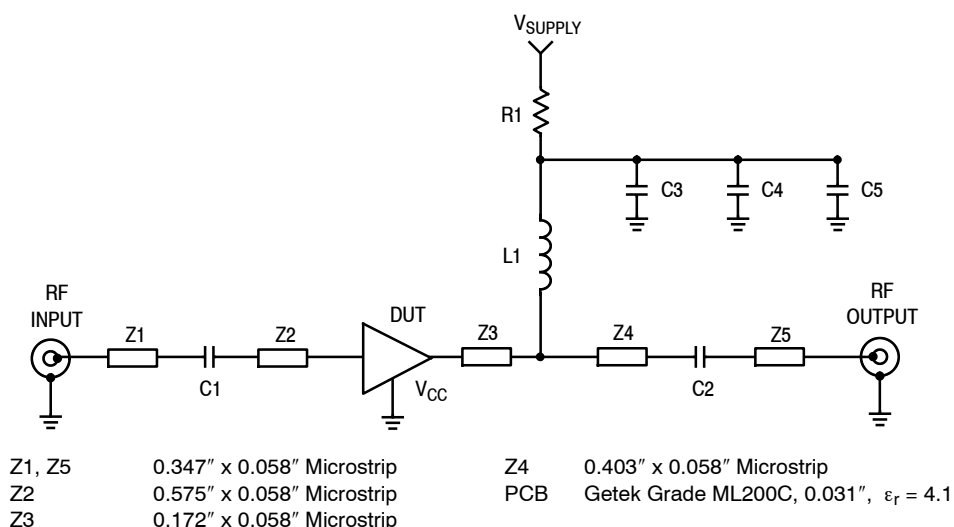 VSUPPLY
R1
C3 C4 C5
L1
RF INPUT
Z1
C1
Z2
DUT
VCC
Z3
Z4
C2
Z5
RF OUTPUT
Z1, Z5 0.347″ x 0.058″ Microstrip
Z2 0.575″ x 0.058″ Microstrip
Z3 0.172″ x 0.058″ Microstrip
Z4 0.403″ x 0.058″ Microstrip
PCB Getek Grade ML200C, 0.031″, εr = 4.1